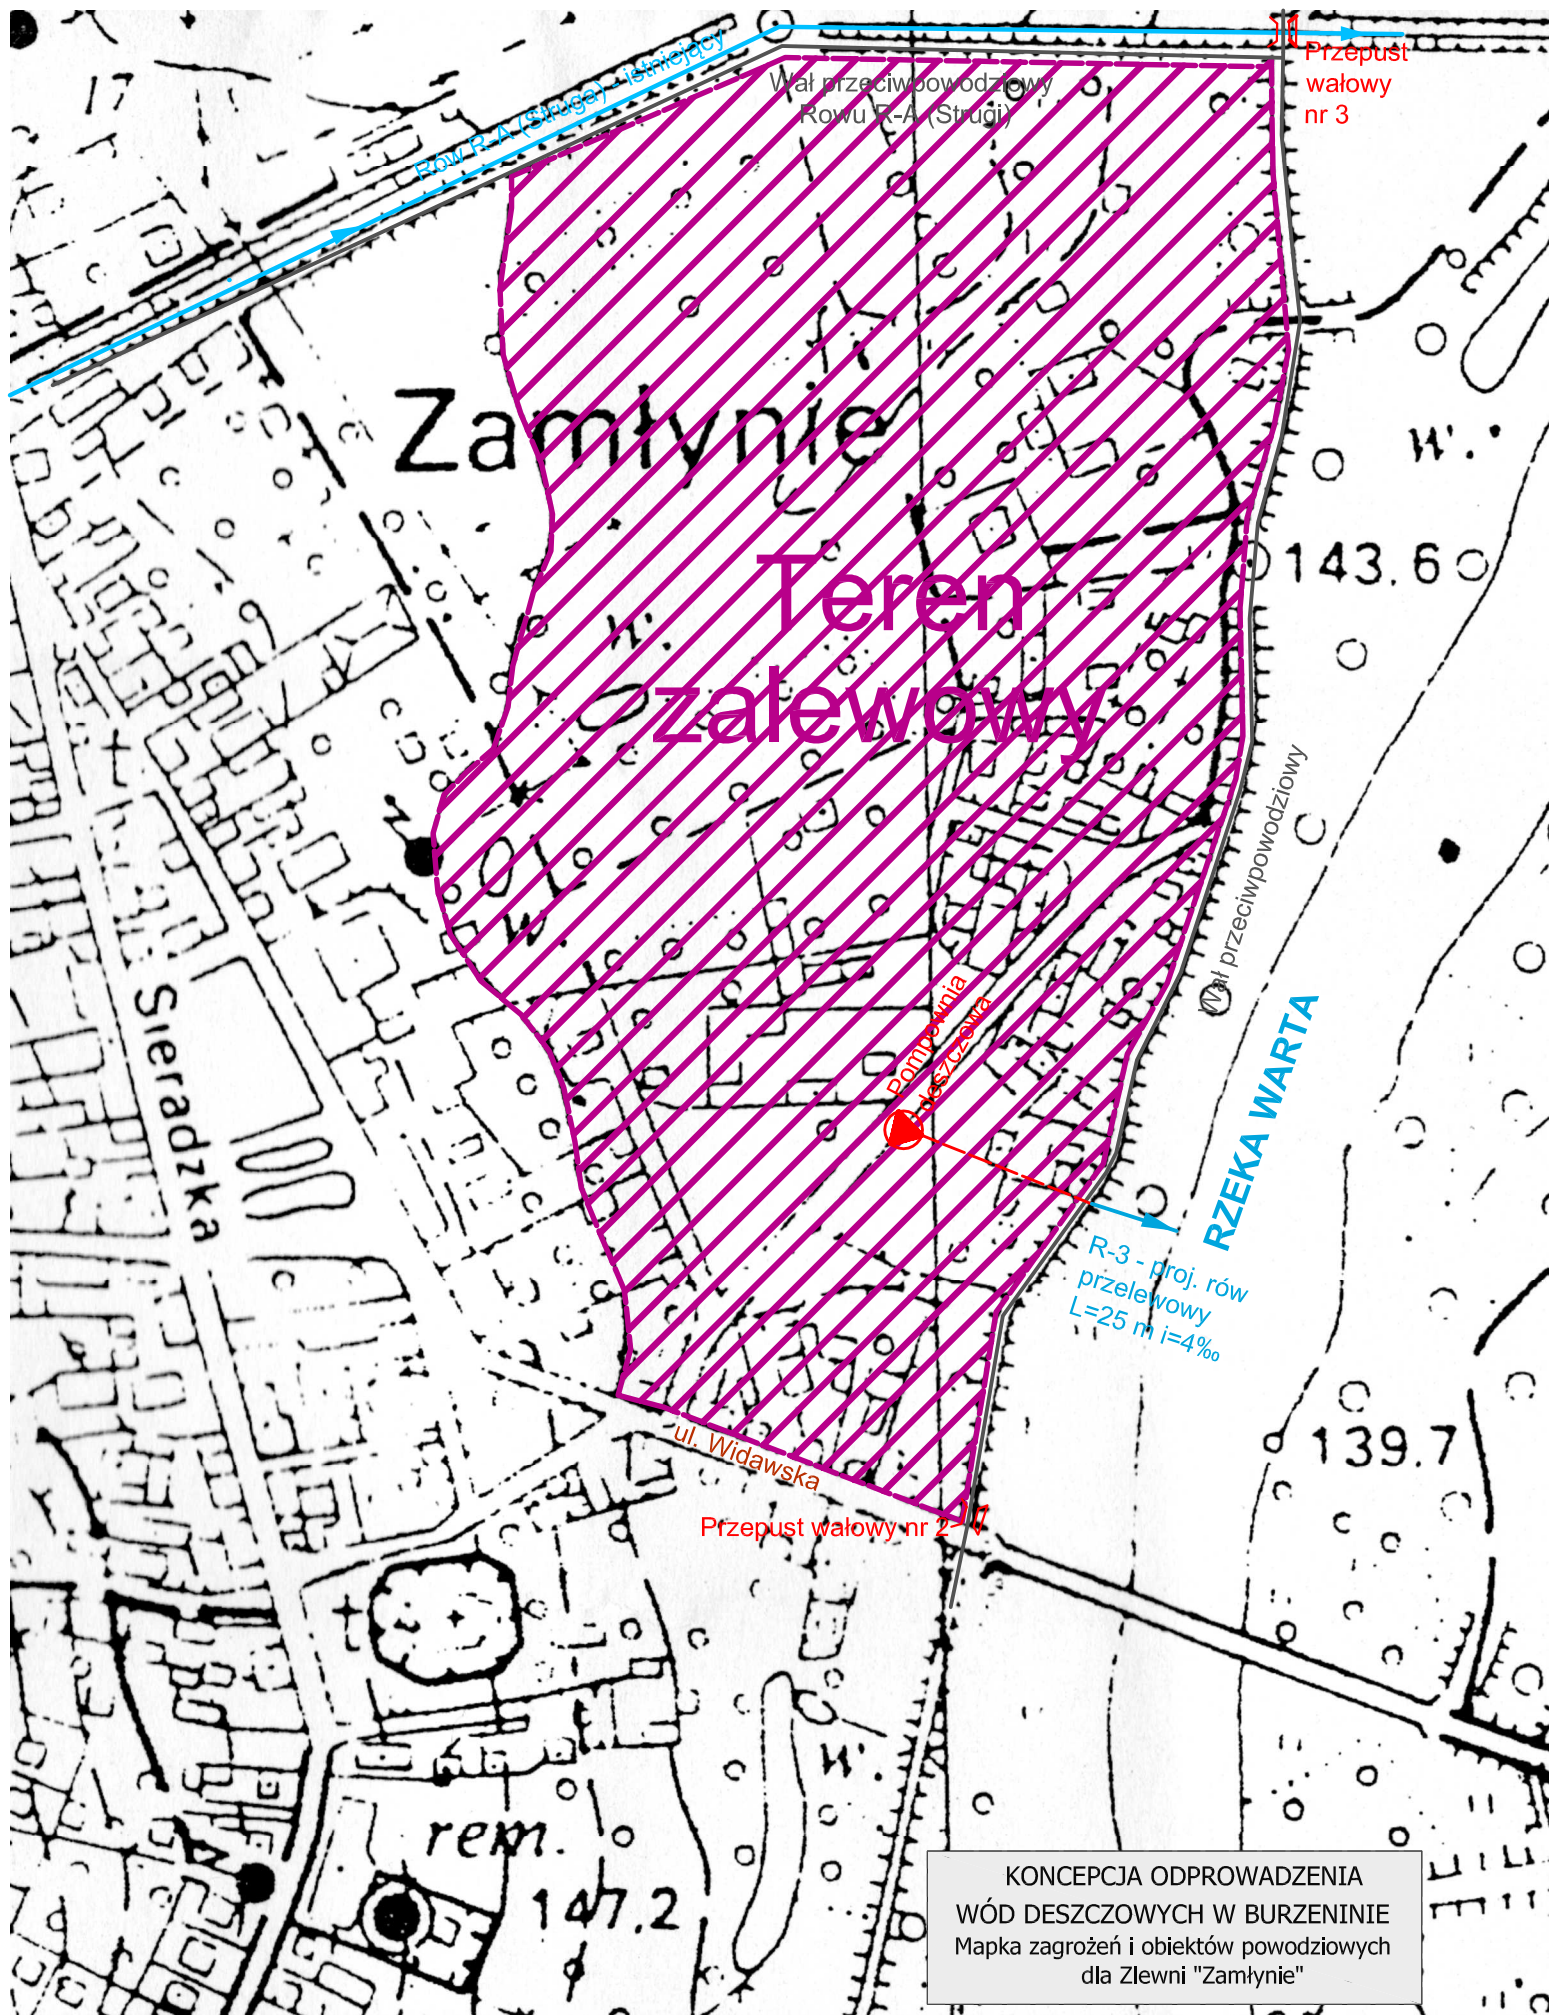 Przepust
wałowy
nr 3
Wał przeciwpowodziowy
Rowu R-A (Strugi)
Rów R-A (Struga) - istniejący
17
Zamłynie
W.
143.6
Teren
zalewowy
W.
W.
Wał przeciwpowodziowy
Sieradzka
Pompownia
deszczowa
RZEKA WARTA
R-3 - proj. rów
przelewowy
L=25 m i=4‰
139.7
ul. Widawska
Przepust wałowy nr 2
W.
rem.
147.2
KONCEPCJA ODPROWADZENIA
WÓD DESZCZOWYCH W BURZENINIE
Mapka zagrożeń i obiektów powodziowych
dla Zlewni "Zamłynie"